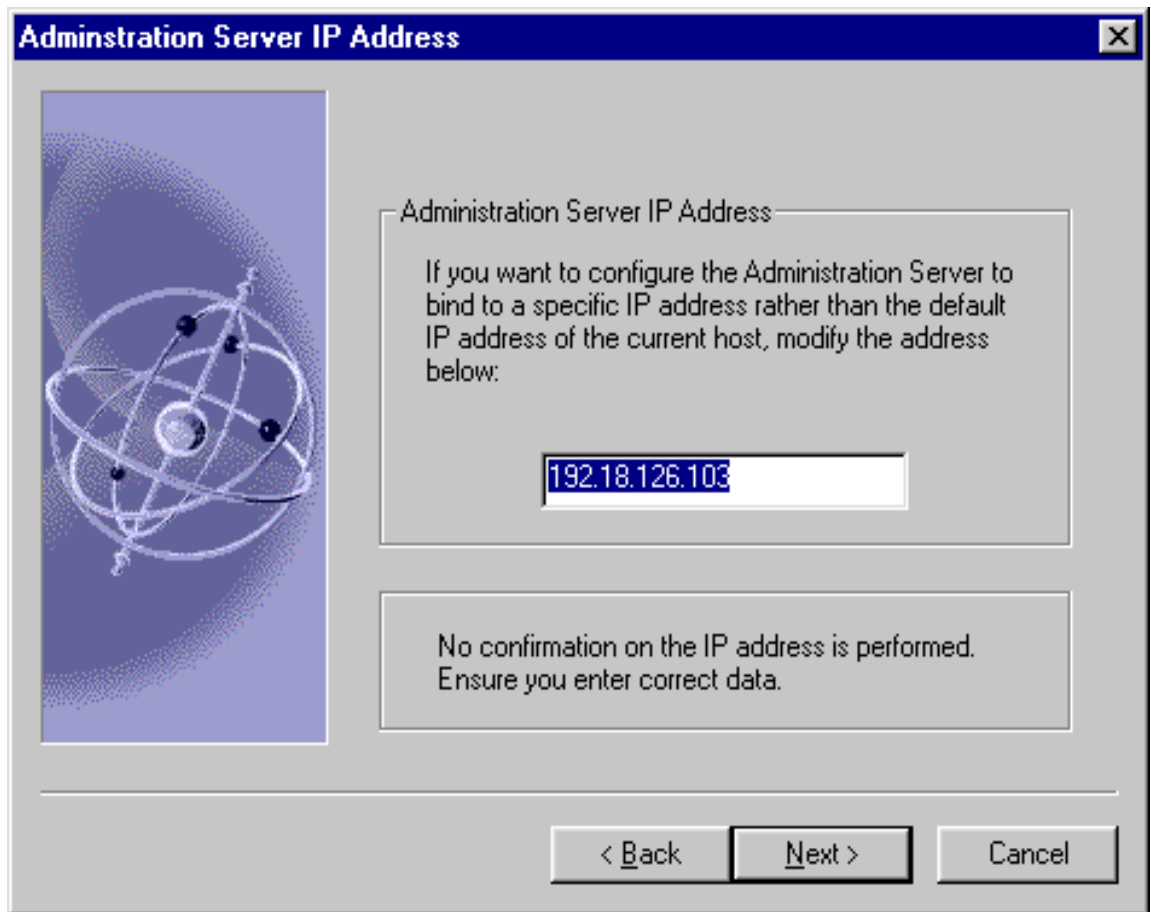 Adminstration Server IP Address
Administration Server IP Address
If you want to configure the Administration Server to
bind to a specific IP address rather than the default
IP address of the current host, modify the address
below:
192.18.126.103
No confirmation on the IP address is performed.
Ensure you enter correct data.
< Back Next > Cancel